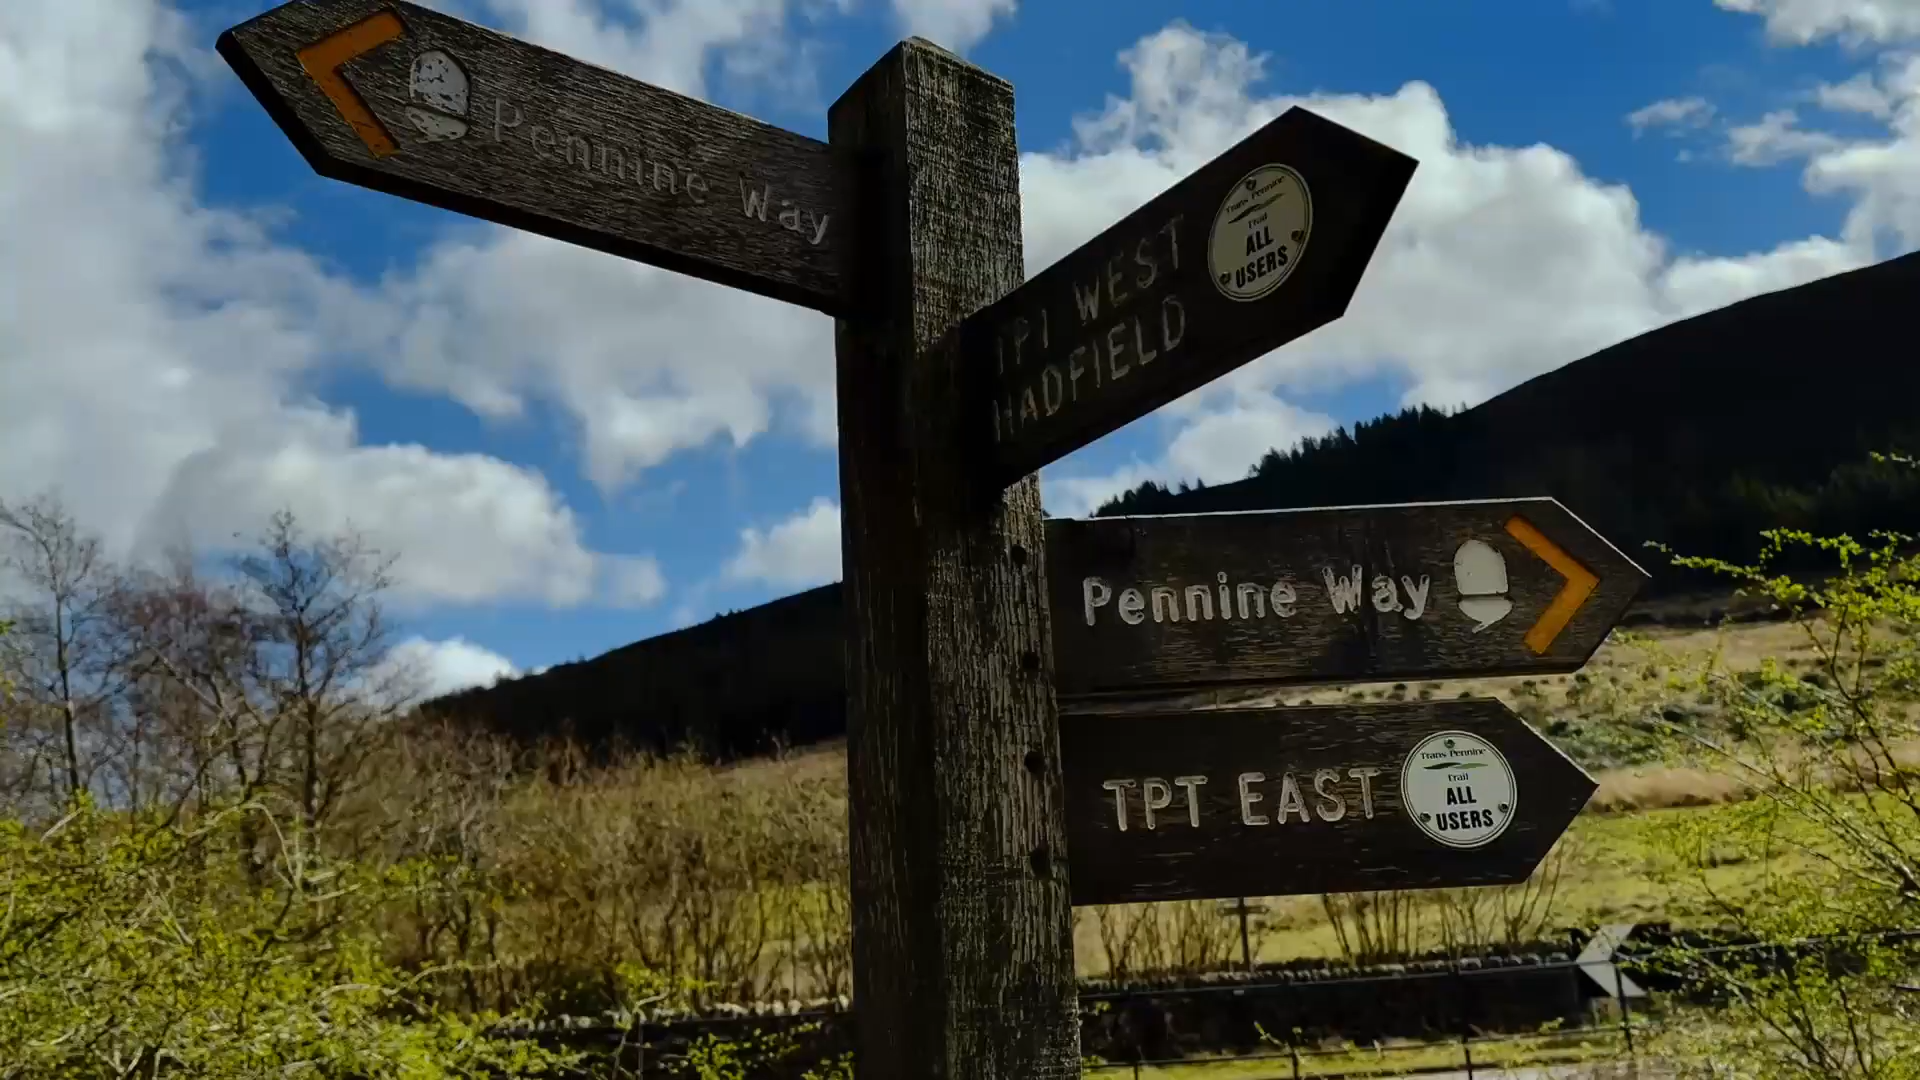 Pennine Way
TPT WEST
HADFIELD
Trans Pennine
Trail
ALL
USERS
Pennine Way
TPT EAST
Trans Pennine
Trail
ALL
USERS